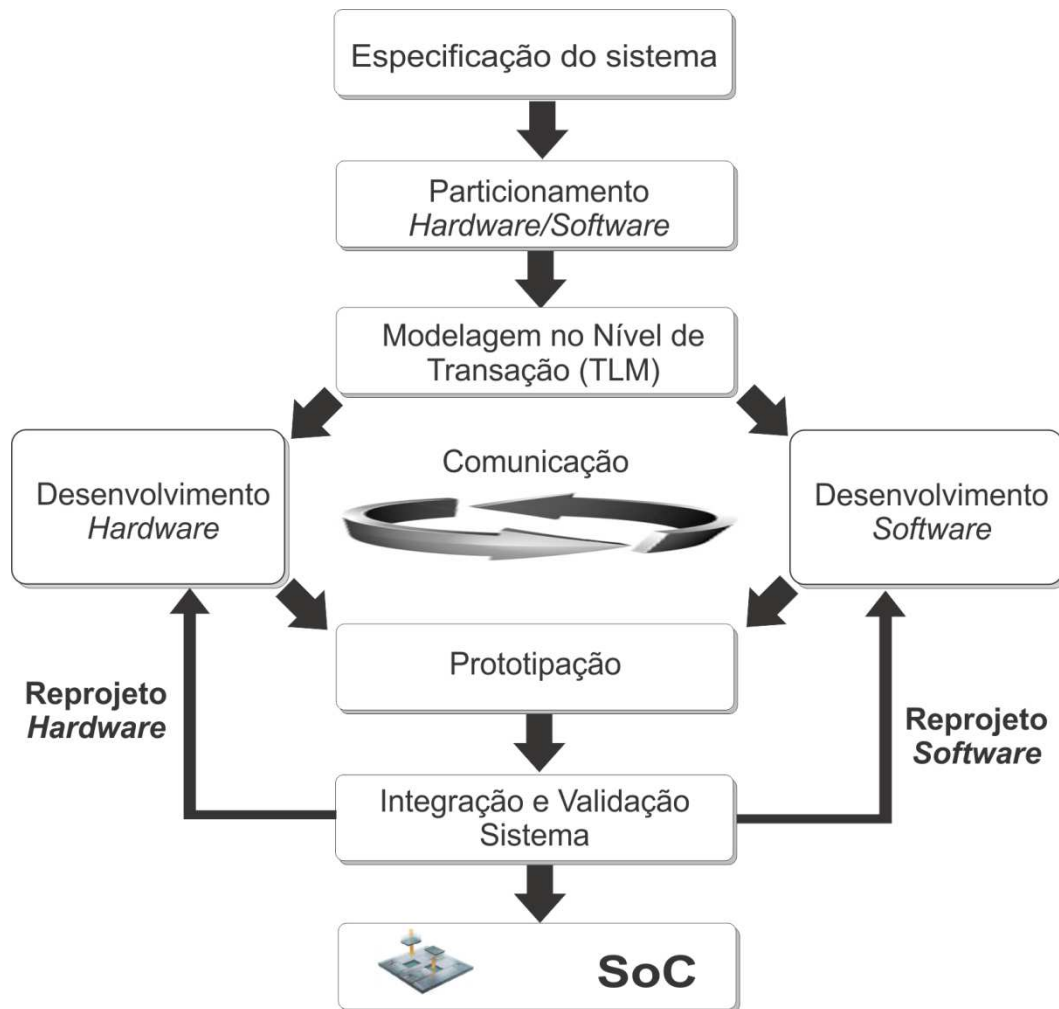 Especificação do sistema
Particionamento
Hardware/Software
Modelagem no Nível de
Transação (TLM)
Comunicação
Desenvolvimento
Hardware
Desenvolvimento
Software
Prototipação
Reprojeto
Hardware
Reprojeto
Software
Integração e Validação
Sistema
SoC